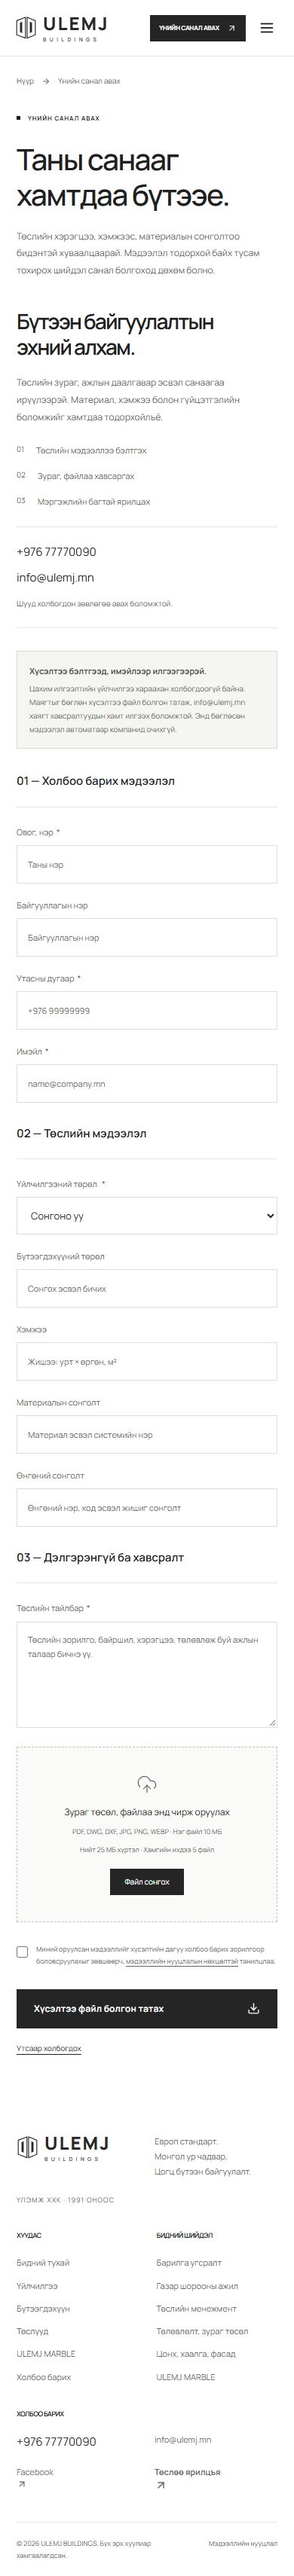 ULEMJ
BUILDINGS
ҮНИЙН САНАЛ АВАХ
Нүүр → Үнийн санал авах
ҮНИЙН САНАЛ АВАХ
Таны санааг
хамтдаа бүтээе.
Төслийн хэрэгцээ, хэмжээс, материалын сонголтоо
бидэнтэй хуваалцаарай. Мэдээлэл тодорхой байх тусам
тохирох шийдэл санал болгоход дөхөм болно.
Бүтээн байгуулалтын
эхний алхам.
Төслийн зураг, ажлын даалгавар эсвэл санаагаа
ирүүлээрэй. Материал, хэмжээ болон гүйцэтгэлийн
боломжийг хамтдаа тодорхойлъё.
01 Төслийн мэдээллээ бэлтгэх
02 Зураг, файлаа хавсаргах
03 Мэргэжлийн багтай ярилцах
+976 77770090
info@ulemj.mn
Шууд холбогдон зөвлөгөө авах боломжтой.
Хүсэлтээ бэлтгээд, имэйлээр илгээгээрэй.
Цахим илгээлтийн үйлчилгээ хараахан холбогдоогүй байна.
Маягтыг бөглөн хүсэлтээ файл болгон татаж, info@ulemj.mn
хаягт хавсралтуудын хамт илгээх боломжтой. Энд бөглөсөн
мэдээлэл автоматаар компанид очихгүй.
01 — Холбоо барих мэдээлэл
Овог, нэр *
Таны нэр
Байгууллагын нэр
Байгууллагын нэр
Утасны дугаар *
+976 99999999
Имэйл *
name@company.mn
02 — Төслийн мэдээлэл
Үйлчилгээний төрөл *
Сонгоно уу
Бүтээгдэхүүний төрөл
Сонгох эсвэл бичих
Хэмжээ
Жишээ: урт × өргөн, м²
Материалын сонголт
Материал эсвэл системийн нэр
Өнгөний сонголт
Өнгөний нэр, код эсвэл жишиг сонголт
03 — Дэлгэрэнгүй ба хавсралт
Төслийн тайлбар *
Төслийн зорилго, байршил, хэрэгцээ, төлөвлөж буй ажлын
талаар бичнэ үү.
Зураг төсөл, файлаа энд чирж оруулах
PDF, DWG, DXF, JPG, PNG, WEBP · Нэг файл 10 МБ
Нийт 25 МБ хүртэл · Хамгийн ихдээ 5 файл
Файл сонгох
Миний оруулсан мэдээллийг хүсэлтийн дагуу холбоо барих зорилгоор
боловсруулахыг зөвшөөрч, мэдээллийн нууцлалын нөхцөлтэй танилцлаа.
Хүсэлтээ файл болгон татах
Утсаар холбогдох
ULEMJ
BUILDINGS
Европ стандарт.
Монгол ур чадвар.
Цогц бүтээн байгуулалт.
ҮЛЭМЖ ХХК · 1991 ОНООС
ХУУДАС
Бидний тухай
Үйлчилгээ
Бүтээгдэхүүн
Төслүүд
ULEMJ MARBLE
Холбоо барих
БИДНИЙ ШИЙДЭЛ
Барилга угсралт
Газар шорооны ажил
Төслийн менежмент
Төлөвлөлт, зураг төсөл
Цонх, хаалга, фасад
ULEMJ MARBLE
ХОЛБОО БАРИХ
+976 77770090
info@ulemj.mn
Facebook
Төслөө ярилцъя
© 2026 ULEMJ BUILDINGS. Бүх эрх хуулиар
хамгаалагдсан.
Мэдээллийн нууцлал